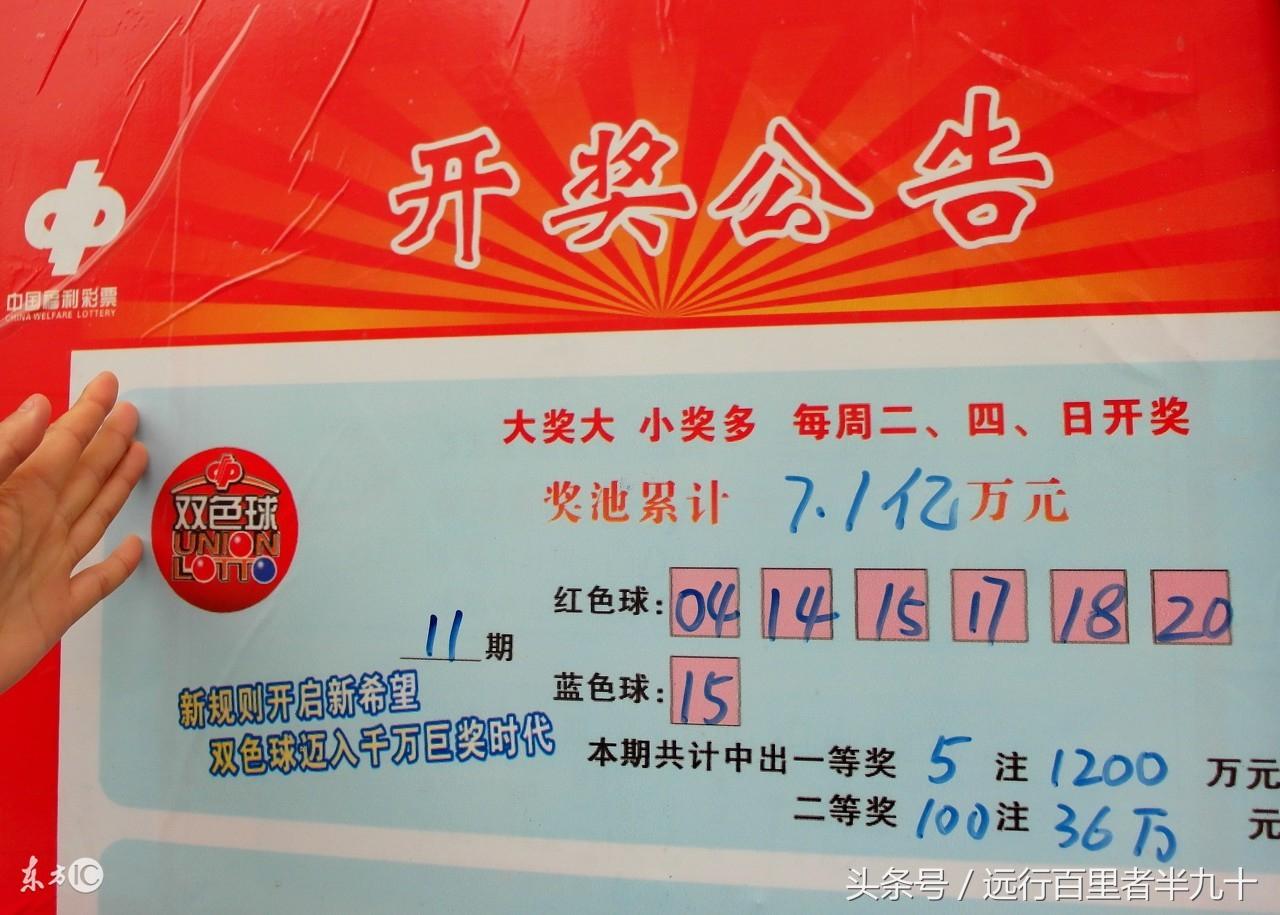 开奖公告
中国福利彩票
CHINA WELFARE LOTTERY
大奖大 小奖多 每周二、四、日开奖
奖池累计 7.1亿万元
双色球
UNION
LOTTO
红色球: 04 14 15 17 18 20
11期
蓝色球: 15
新规则开启新希望
双色球迈入千万巨奖时代
本期共计中出一等奖 5 注 1200 万元
二等奖 100注 36万 元
东方IC
头条号 / 远行百里者半九十